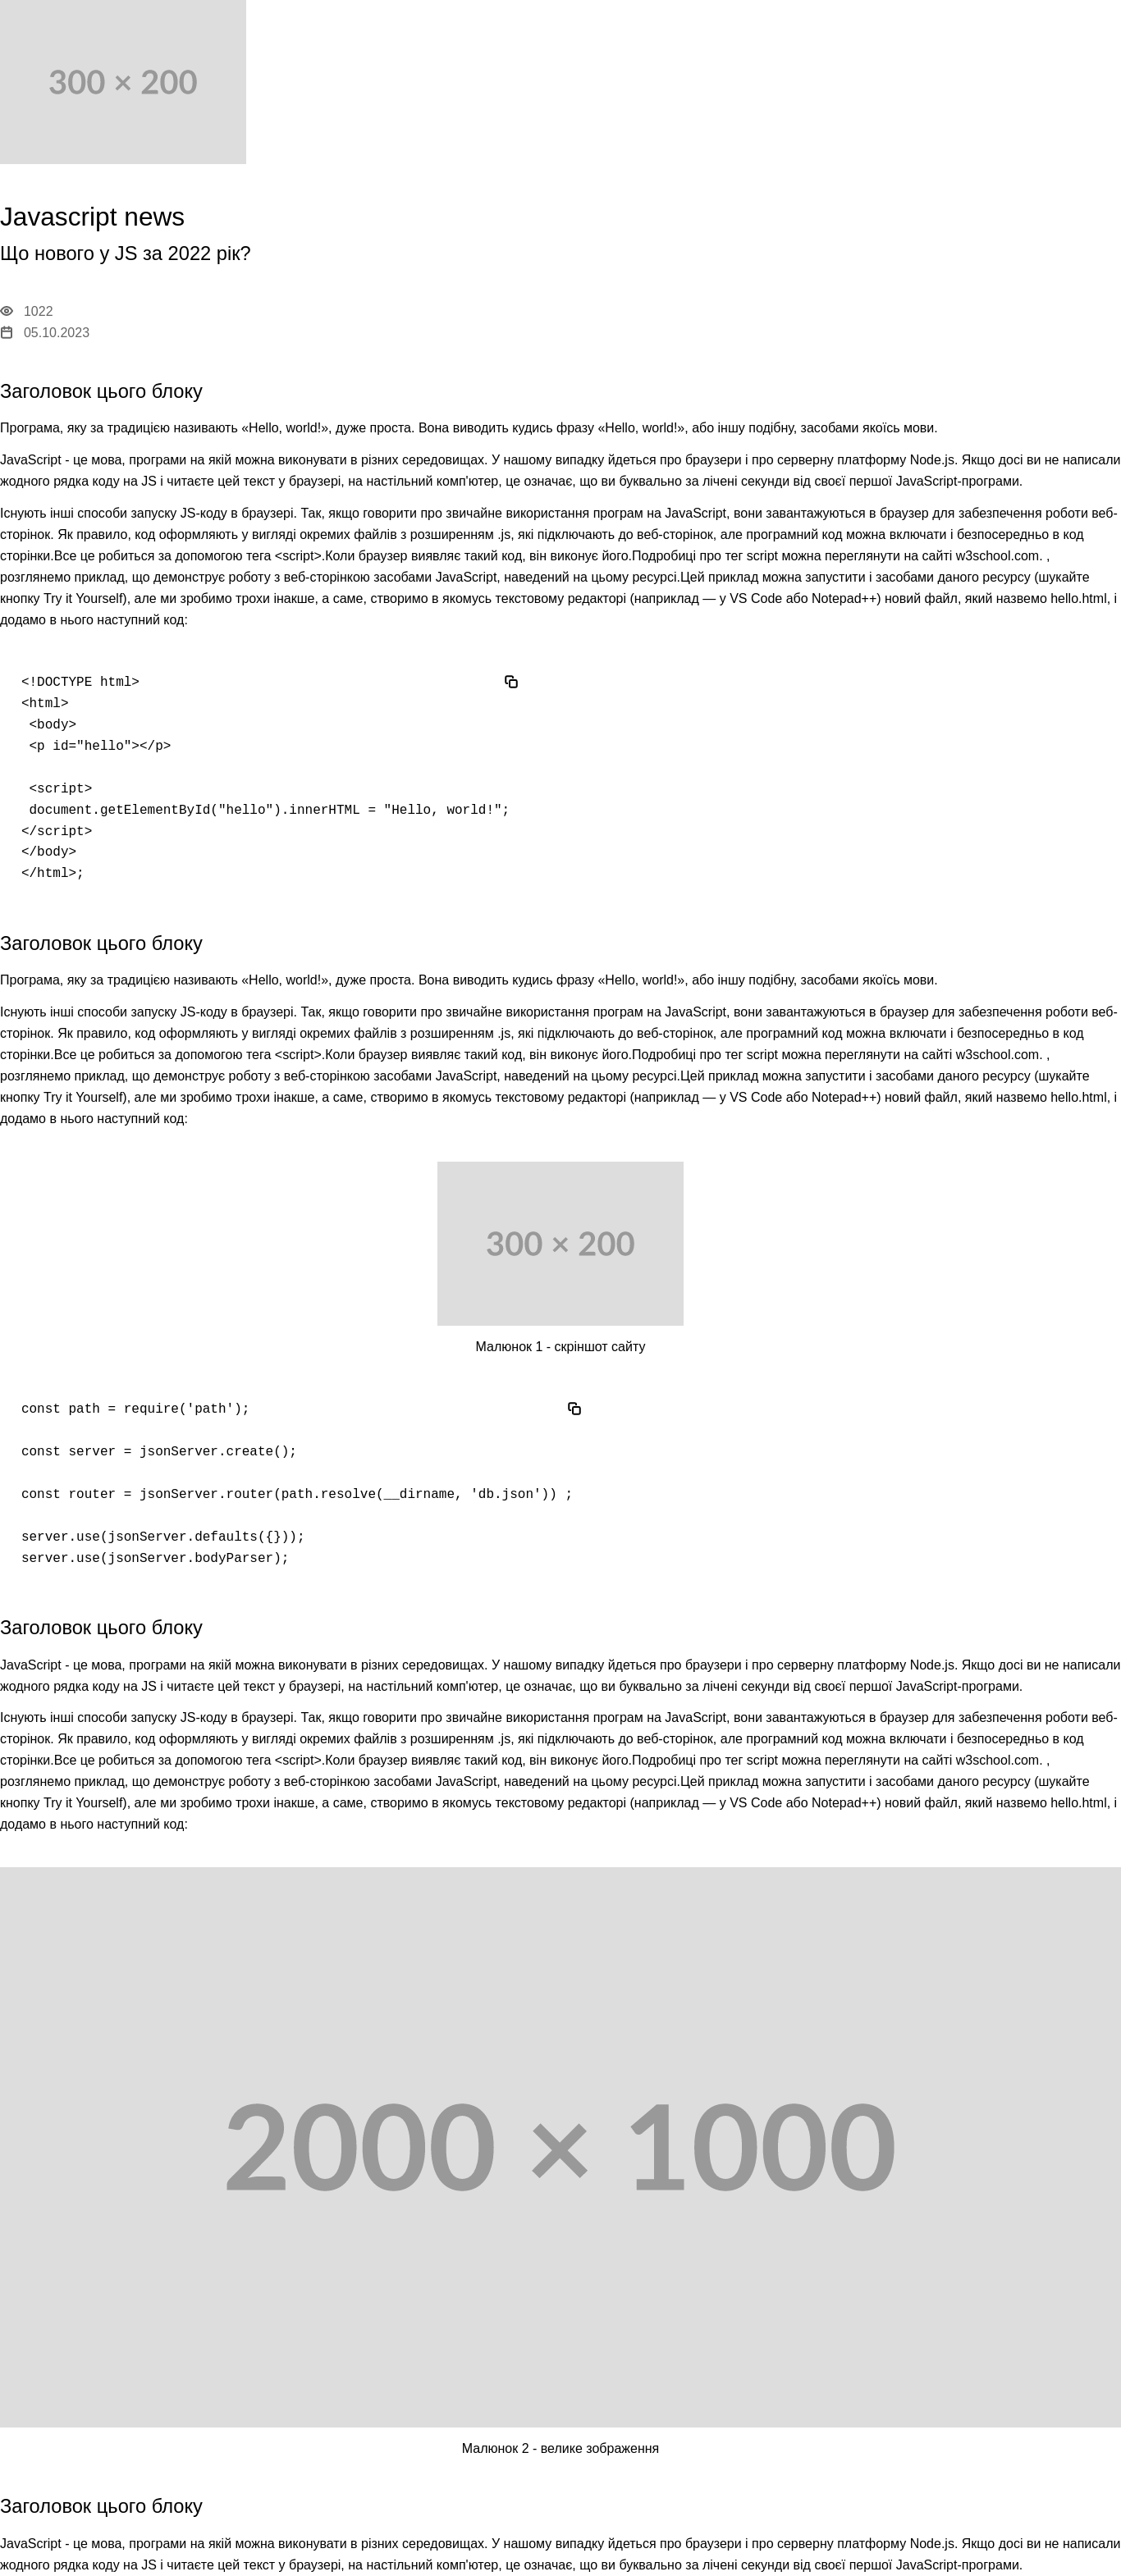 300 × 200
Javascript news
Що нового у JS за 2022 рік?
1022
05.10.2023
Заголовок цього блоку
Програма, яку за традицією називають «Hello, world!», дуже проста. Вона виводить кудись фразу «Hello, world!», або іншу подібну, засобами якоїсь мови.
JavaScript - це мова, програми на якій можна виконувати в різних середовищах. У нашому випадку йдеться про браузери і про серверну платформу Node.js. Якщо досі ви не написали
жодного рядка коду на JS і читаєте цей текст у браузері, на настільний комп'ютер, це означає, що ви буквально за лічені секунди від своєї першої JavaScript-програми.
Існують інші способи запуску JS-коду в браузері. Так, якщо говорити про звичайне використання програм на JavaScript, вони завантажуються в браузер для забезпечення роботи веб-
сторінок. Як правило, код оформляють у вигляді окремих файлів з розширенням .js, які підключають до веб-сторінок, але програмний код можна включати і безпосередньо в код
сторінки.Все це робиться за допомогою тега <script>.Коли браузер виявляє такий код, він виконує його.Подробиці про тег script можна переглянути на сайті w3school.com. ,
розглянемо приклад, що демонструє роботу з веб-сторінкою засобами JavaScript, наведений на цьому ресурсі.Цей приклад можна запустити і засобами даного ресурсу (шукайте
кнопку Try it Yourself), але ми зробимо трохи інакше, а саме, створимо в якомусь текстовому редакторі (наприклад — у VS Code або Notepad++) новий файл, який назвемо hello.html, і
додамо в нього наступний код:
<!DOCTYPE html>
<html>
<body>
<p id="hello"></p>
<script>
document.getElementById("hello").innerHTML = "Hello, world!";
</script>
</body>
</html>;
Заголовок цього блоку
Програма, яку за традицією називають «Hello, world!», дуже проста. Вона виводить кудись фразу «Hello, world!», або іншу подібну, засобами якоїсь мови.
Існують інші способи запуску JS-коду в браузері. Так, якщо говорити про звичайне використання програм на JavaScript, вони завантажуються в браузер для забезпечення роботи веб-
сторінок. Як правило, код оформляють у вигляді окремих файлів з розширенням .js, які підключають до веб-сторінок, але програмний код можна включати і безпосередньо в код
сторінки.Все це робиться за допомогою тега <script>.Коли браузер виявляє такий код, він виконує його.Подробиці про тег script можна переглянути на сайті w3school.com. ,
розглянемо приклад, що демонструє роботу з веб-сторінкою засобами JavaScript, наведений на цьому ресурсі.Цей приклад можна запустити і засобами даного ресурсу (шукайте
кнопку Try it Yourself), але ми зробимо трохи інакше, а саме, створимо в якомусь текстовому редакторі (наприклад — у VS Code або Notepad++) новий файл, який назвемо hello.html, і
додамо в нього наступний код:
300 × 200
Малюнок 1 - скріншот сайту
const path = require('path');
const server = jsonServer.create();
const router = jsonServer.router(path.resolve(__dirname, 'db.json')) ;
server.use(jsonServer.defaults({}));
server.use(jsonServer.bodyParser);
Заголовок цього блоку
JavaScript - це мова, програми на якій можна виконувати в різних середовищах. У нашому випадку йдеться про браузери і про серверну платформу Node.js. Якщо досі ви не написали
жодного рядка коду на JS і читаєте цей текст у браузері, на настільний комп'ютер, це означає, що ви буквально за лічені секунди від своєї першої JavaScript-програми.
Існують інші способи запуску JS-коду в браузері. Так, якщо говорити про звичайне використання програм на JavaScript, вони завантажуються в браузер для забезпечення роботи веб-
сторінок. Як правило, код оформляють у вигляді окремих файлів з розширенням .js, які підключають до веб-сторінок, але програмний код можна включати і безпосередньо в код
сторінки.Все це робиться за допомогою тега <script>.Коли браузер виявляє такий код, він виконує його.Подробиці про тег script можна переглянути на сайті w3school.com. ,
розглянемо приклад, що демонструє роботу з веб-сторінкою засобами JavaScript, наведений на цьому ресурсі.Цей приклад можна запустити і засобами даного ресурсу (шукайте
кнопку Try it Yourself), але ми зробимо трохи інакше, а саме, створимо в якомусь текстовому редакторі (наприклад — у VS Code або Notepad++) новий файл, який назвемо hello.html, і
додамо в нього наступний код:
2000 × 1000
Малюнок 2 - велике зображення
Заголовок цього блоку
JavaScript - це мова, програми на якій можна виконувати в різних середовищах. У нашому випадку йдеться про браузери і про серверну платформу Node.js. Якщо досі ви не написали
жодного рядка коду на JS і читаєте цей текст у браузері, на настільний комп'ютер, це означає, що ви буквально за лічені секунди від своєї першої JavaScript-програми.